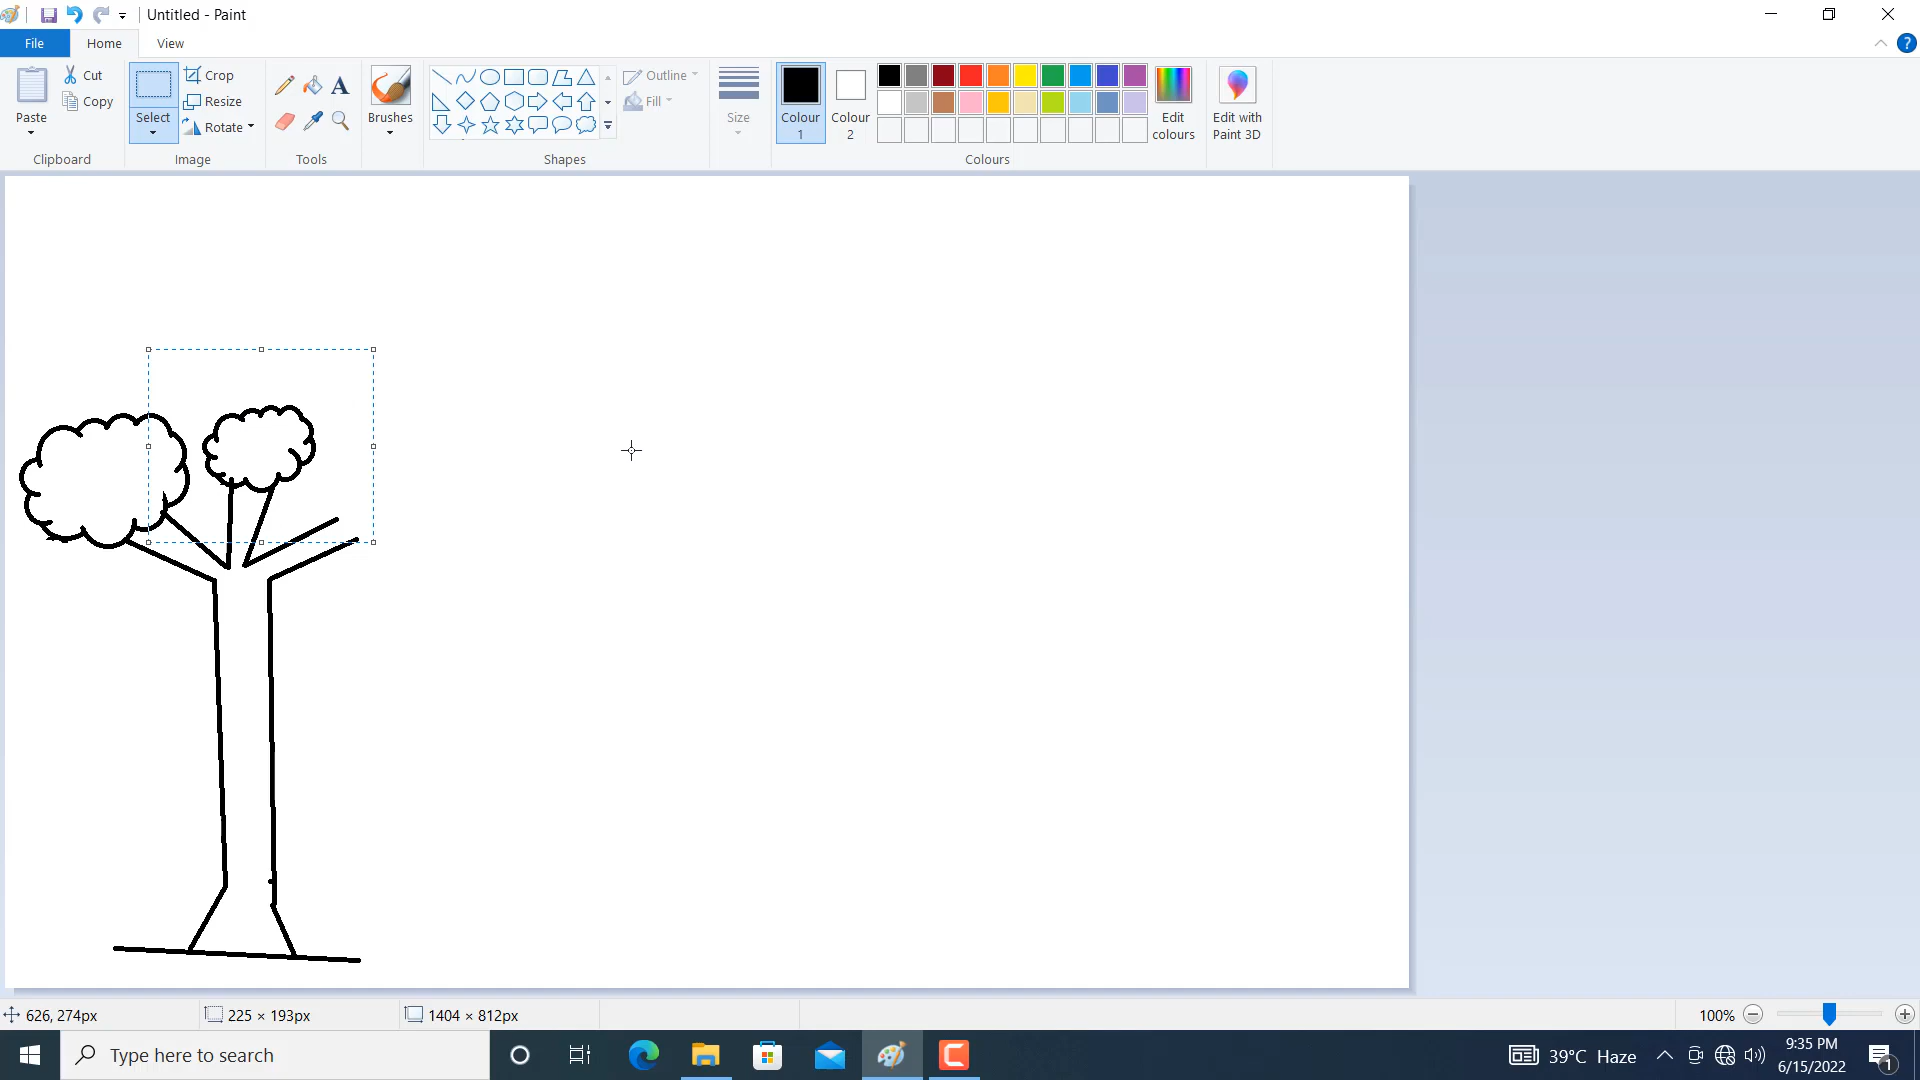 Untitled - Paint
File Home View
Paste
Cut
Copy
Clipboard
Select
Crop
Resize
Rotate
Image
A
Tools
Brushes
Shapes
Outline
Fill
Size
Colour 1
Colour 2
Edit colours
Colours
Edit with Paint 3D
?
626, 274px 225 × 193px 1404 × 812px 100%
Type here to search
39°C Haze
9:35 PM
6/15/2022
1